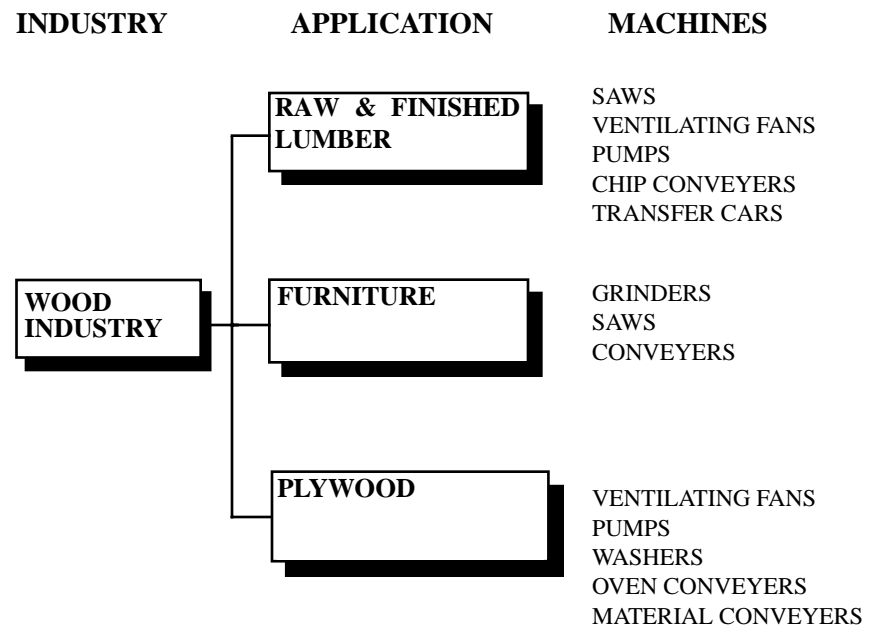 INDUSTRY APPLICATION MACHINES
RAW & FINISHED
LUMBER
SAWS
VENTILATING FANS
PUMPS
CHIP CONVEYERS
TRANSFER CARS
WOOD
INDUSTRY
FURNITURE
GRINDERS
SAWS
CONVEYERS
PLYWOOD
VENTILATING FANS
PUMPS
WASHERS
OVEN CONVEYERS
MATERIAL CONVEYERS